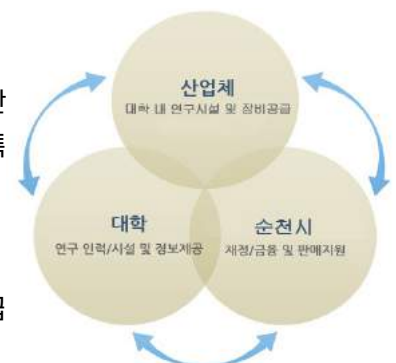 산업체
대학 내 연구시설 및 장비공급
대학
연구 인력/시설 및 정보제공
순천시
재정/금융 및 판매지원